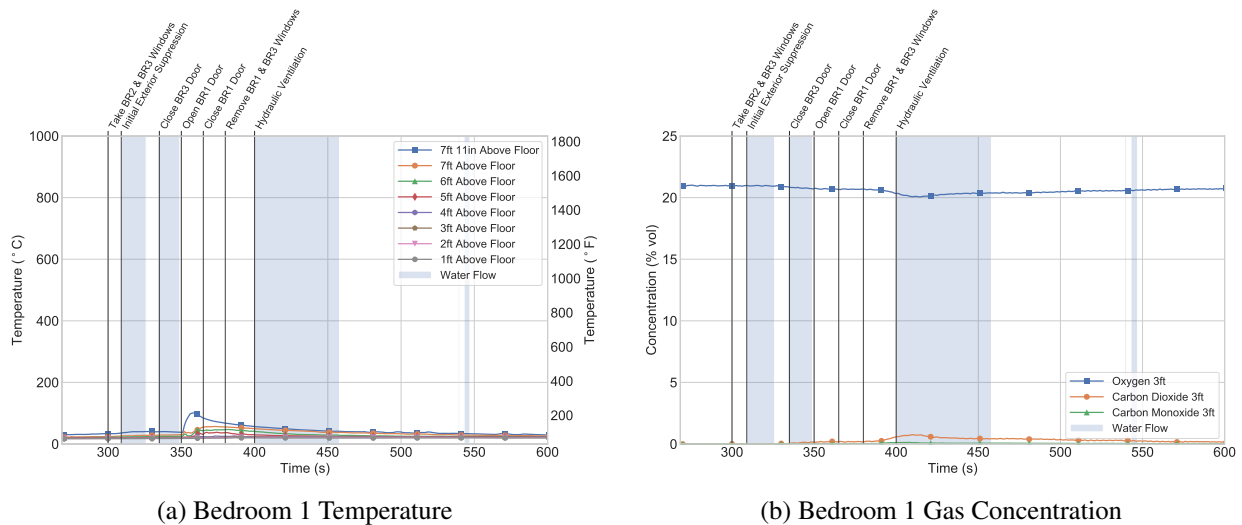 Take BR2 & BR3 Windows
Initial Exterior Suppression
Close BR3 Door
Open BR1 Door
Close BR1 Door
Remove BR1 & BR3 Windows
Hydraulic Ventilation
1000
800
600
400
200
0
Temperature (°C)
1800
1600
1400
1200
1000
800
600
400
200
Temperature (°F)
7ft 11in Above Floor
7ft Above Floor
6ft Above Floor
5ft Above Floor
4ft Above Floor
3ft Above Floor
2ft Above Floor
1ft Above Floor
Water Flow
300 350 400 450 500 550 600
Time (s)
(a) Bedroom 1 Temperature
Take BR2 & BR3 Windows
Initial Exterior Suppression
Close BR3 Door
Open BR1 Door
Close BR1 Door
Remove BR1 & BR3 Windows
Hydraulic Ventilation
25
20
15
10
5
0
Concentration (% vol)
Oxygen 3ft
Carbon Dioxide 3ft
Carbon Monoxide 3ft
Water Flow
300 350 400 450 500 550 600
Time (s)
(b) Bedroom 1 Gas Concentration